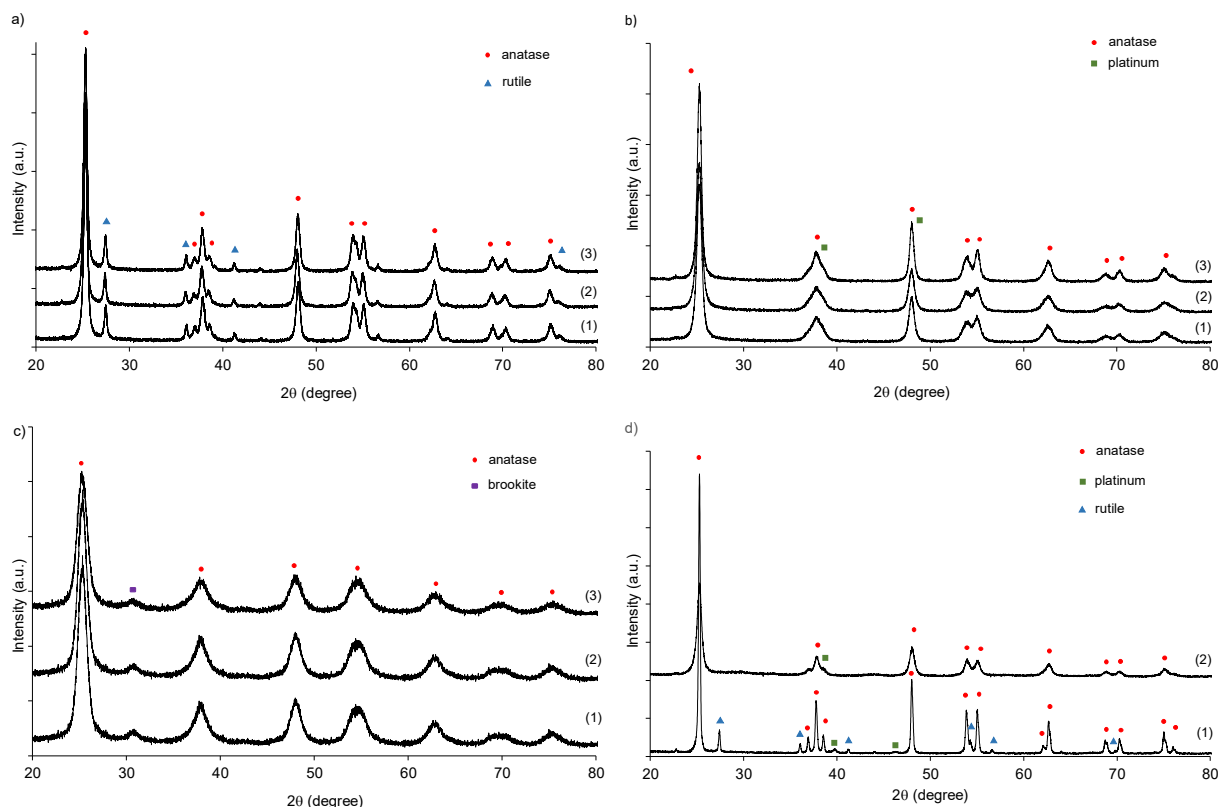 a)
anatase
rutile
Intensity (a.u.)
(3)
(2)
(1)
20 30 40 50 60 70 80
2θ (degree)
b)
anatase
platinum
Intensity (a.u.)
(3)
(2)
(1)
20 30 40 50 60 70 80
2θ (degree)
c)
anatase
brookite
Intensity (a.u.)
(3)
(2)
(1)
20 30 40 50 60 70 80
2θ (degree)
d)
anatase
platinum
rutile
Intensity (a.u.)
(2)
(1)
20 30 40 50 60 70 80
2θ (degree)